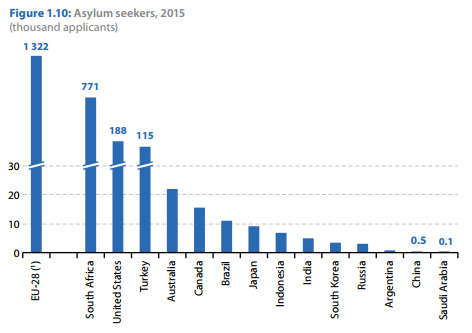 Figure 1.10: Asylum seekers, 2015
(thousand applicants)
1 322
771
188
115
30
20
10
0
0.5
0.1
EU-28 (¹)
South Africa
United States
Turkey
Australia
Canada
Brazil
Japan
Indonesia
India
South Korea
Russia
Argentina
China
Saudi Arabia